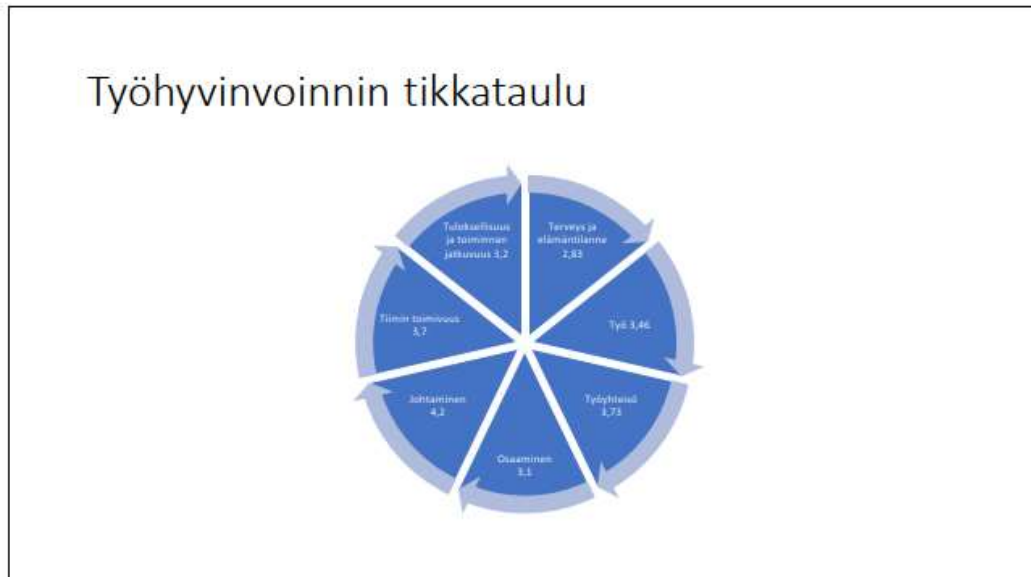 Työhyvinvoinnin tikkataulu
Terveys ja
elämäntilanne
2,83
Työ 3,46
Työyhteisö
3,73
Osaaminen
3,1
Johtaminen
4,2
Tiimin toimivuus
3,7
Tuloksellisuus
ja toiminnan
jatkuvuus 3,2